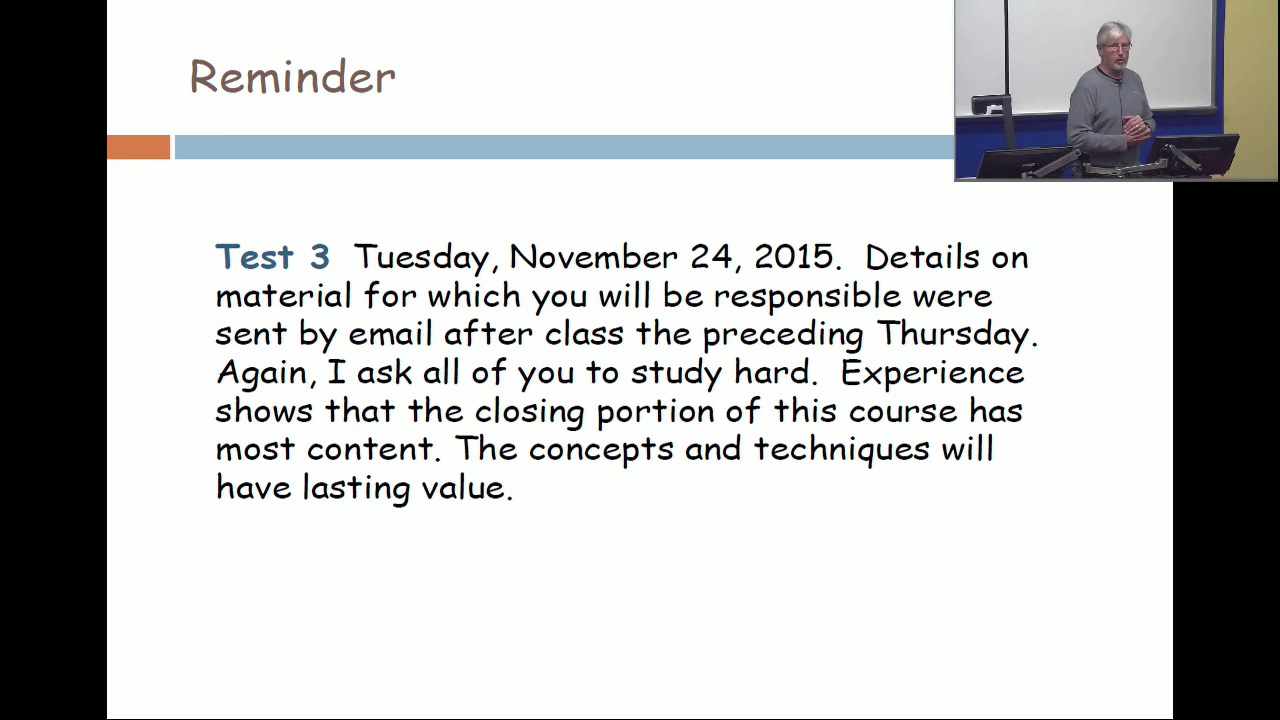 Reminder
Test 3 Tuesday, November 24, 2015. Details on
material for which you will be responsible were
sent by email after class the preceding Thursday.
Again, I ask all of you to study hard. Experience
shows that the closing portion of this course has
most content. The concepts and techniques will
have lasting value.